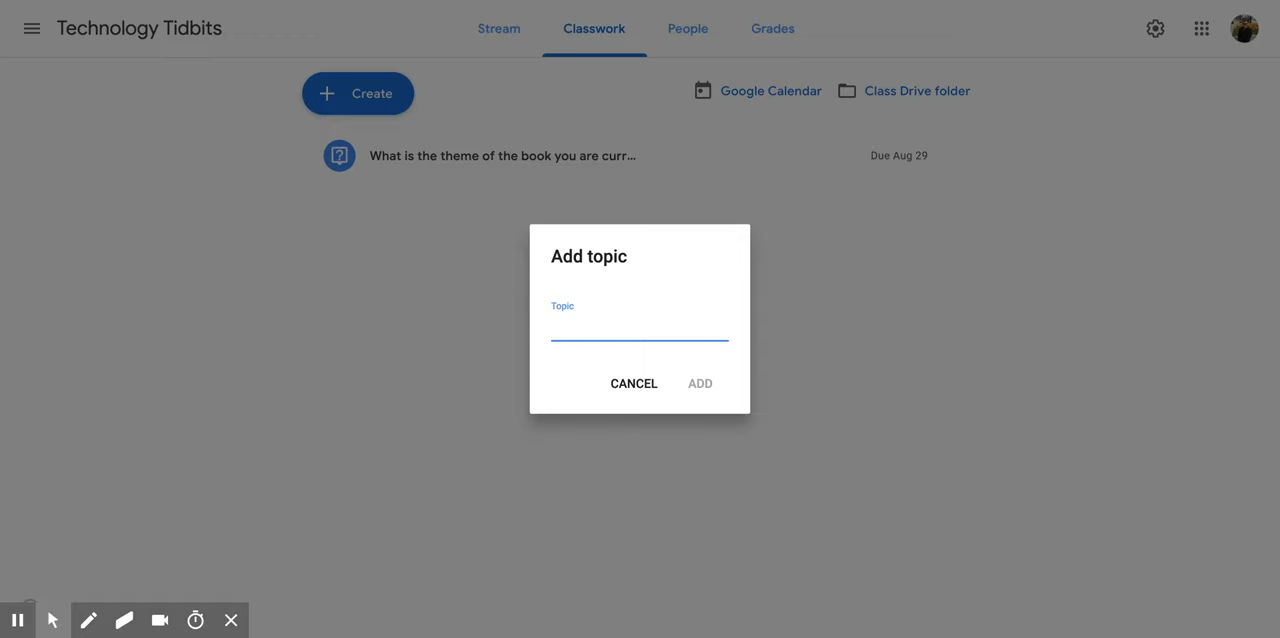 Technology Tidbits
Stream
Classwork
People
Grades
Create
Google Calendar
Class Drive folder
What is the theme of the book you are curr...
Due Aug 29
Add topic
Topic
CANCEL
ADD